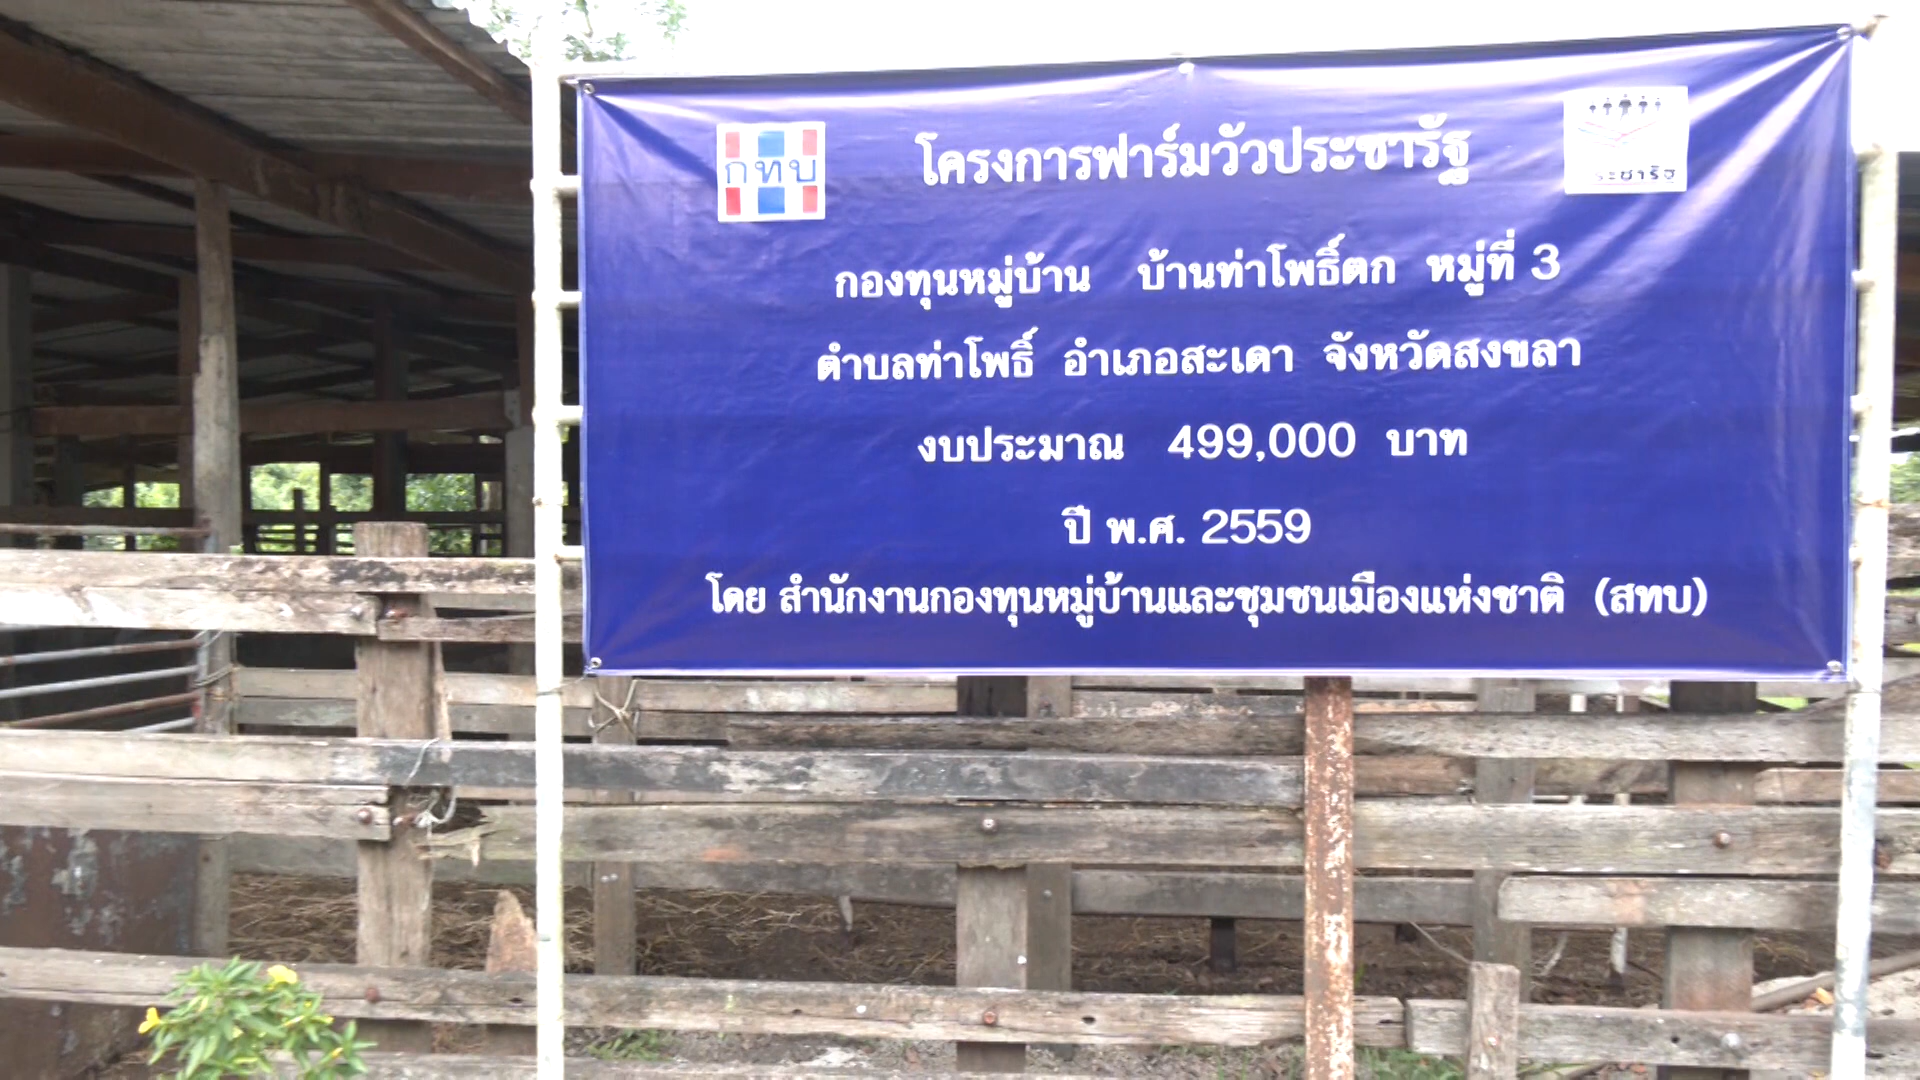 กทบ
โครงการฟาร์มวัวประชารัฐ
ประชารัฐ
กองทุนหมู่บ้าน บ้านท่าโพธิ์ตก หมู่ที่ 3
ตำบลท่าโพธิ์ อำเภอสะเดา จังหวัดสงขลา
งบประมาณ 499,000 บาท
ปี พ.ศ. 2559
โดย สำนักงานกองทุนหมู่บ้านและชุมชนเมืองแห่งชาติ (สทบ)